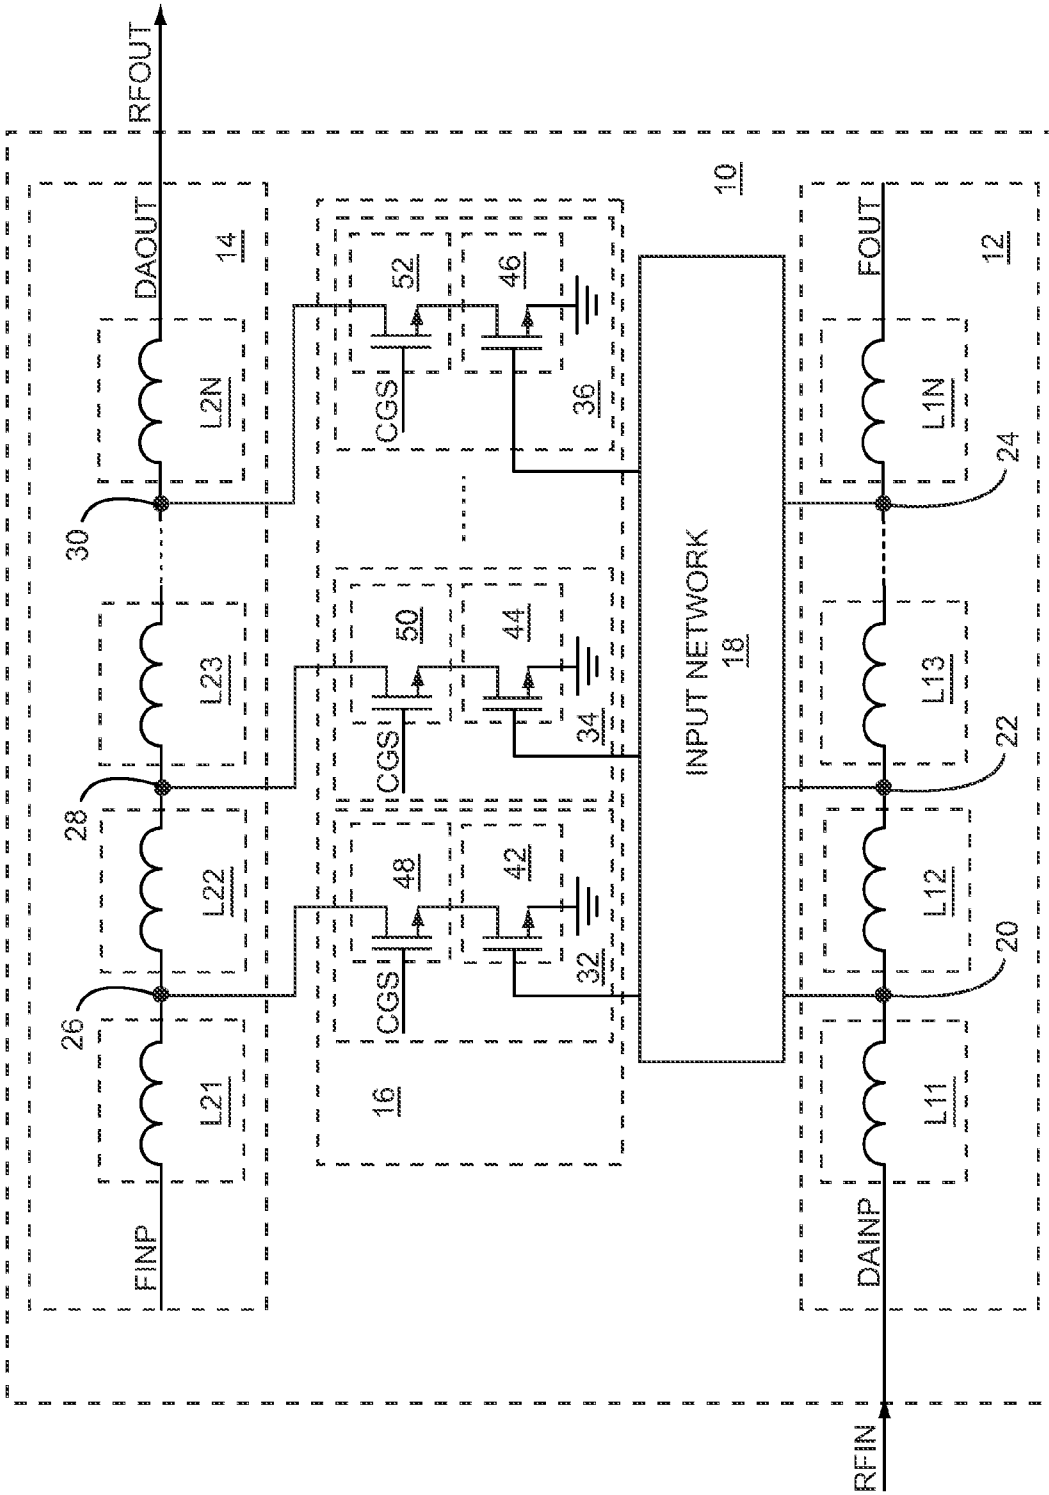 RFOUT
FINP
L21
L22
L23
L2N
DAOUT
14
26
28
30
16
CGS
48
CGS
50
CGS
52
42
44
46
32
34
36
INPUT NETWORK
18
10
RFIN
DAINP
L11
L12
L13
L1N
FOUT
12
20
22
24